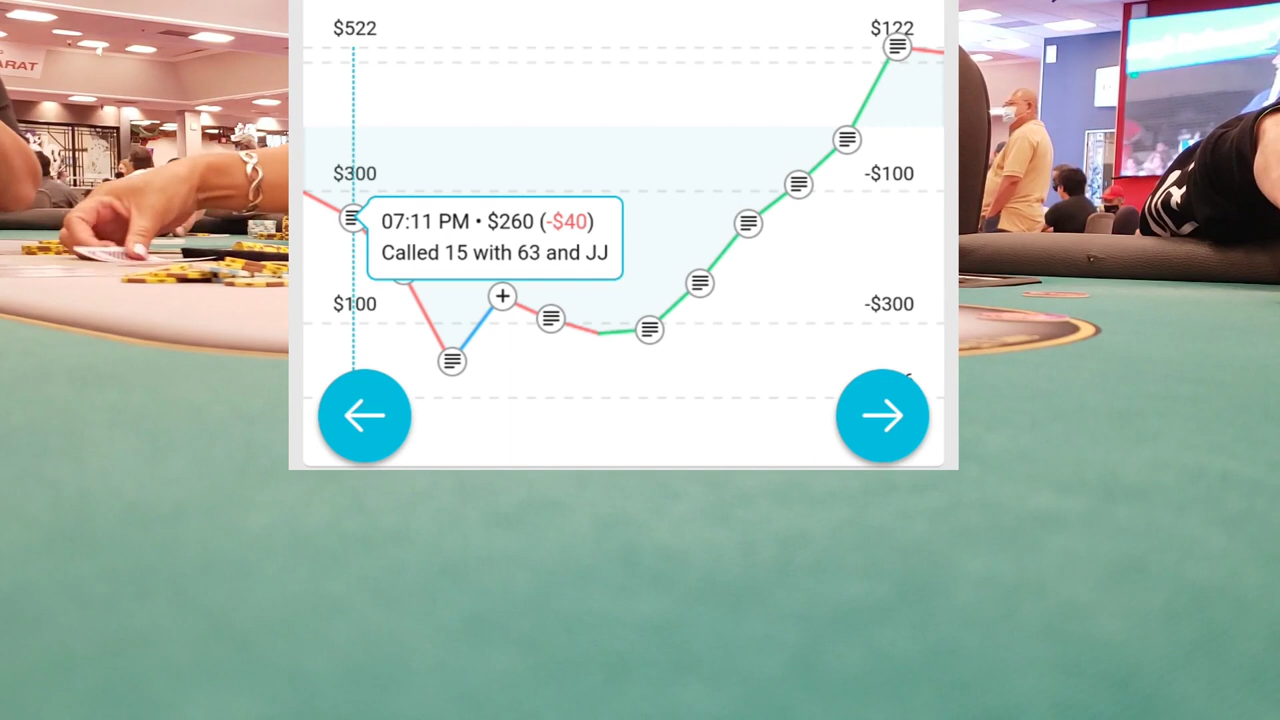 $522
$122
ARAT
$300
-$100
07:11 PM • $260 (-$40)
Called 15 with 63 and JJ
$100
-$300